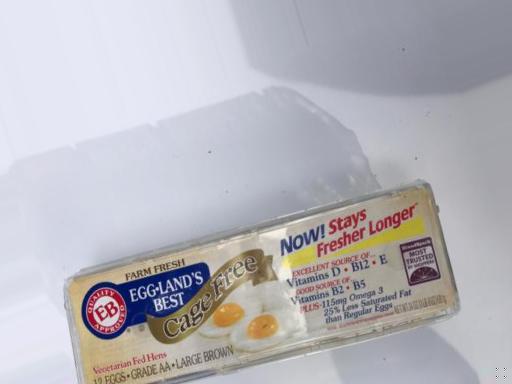 FARM FRESH
QUALITY
EB
APPROVED
EGG·LAND'S
BEST
Cage Free
Vegetarian Fed Hens
12 EGGS • GRADE AA • LARGE BROWN
NOW! Stays
Fresher Longer
EXCELLENT SOURCE OF...
Vitamins D • B12 • E
GOOD SOURCE OF
Vitamins B2 • B5
PLUS-115mg Omega 3
25% Less Saturated Fat
than Regular Eggs
MOST
TRUSTED